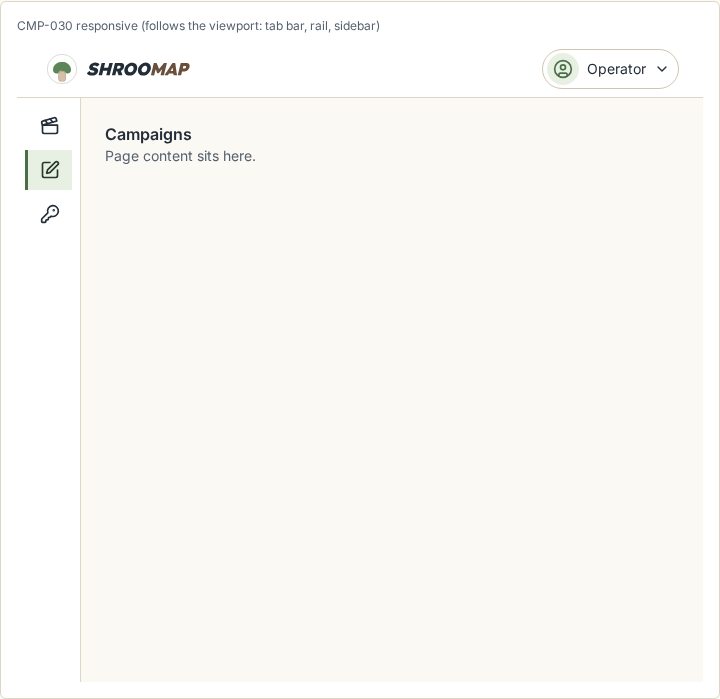 CMP-030 responsive (follows the viewport: tab bar, rail, sidebar)
SHROOMAP
Operator
Campaigns
Page content sits here.